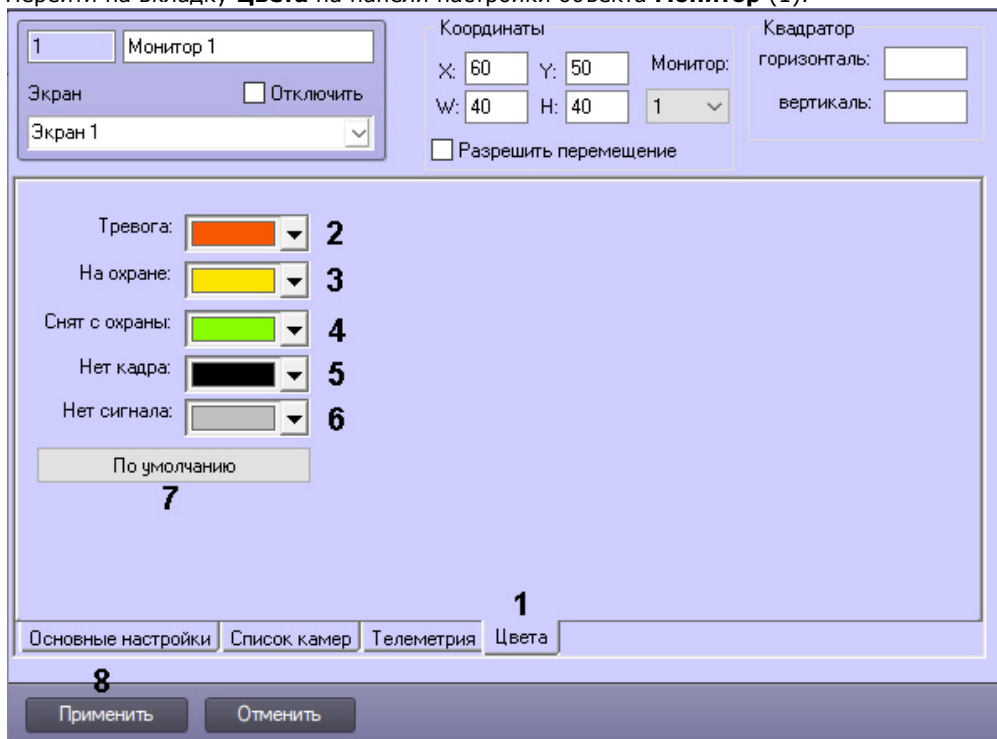 Перейти на вкладку Цвета на панели настройки объекта Монитор (1).
1 Монитор 1
Экран Отключить
Экран 1
Координаты
X: 60 Y: 50 Монитор:
W: 40 H: 40 1
Разрешить перемещение
Квадратор
горизонталь:
вертикаль:
Тревога: 2
На охране: 3
Снят с охраны: 4
Нет кадра: 5
Нет сигнала: 6
По умолчанию
7
1
Основные настройки Список камер Телеметрия Цвета
8
Применить Отменить